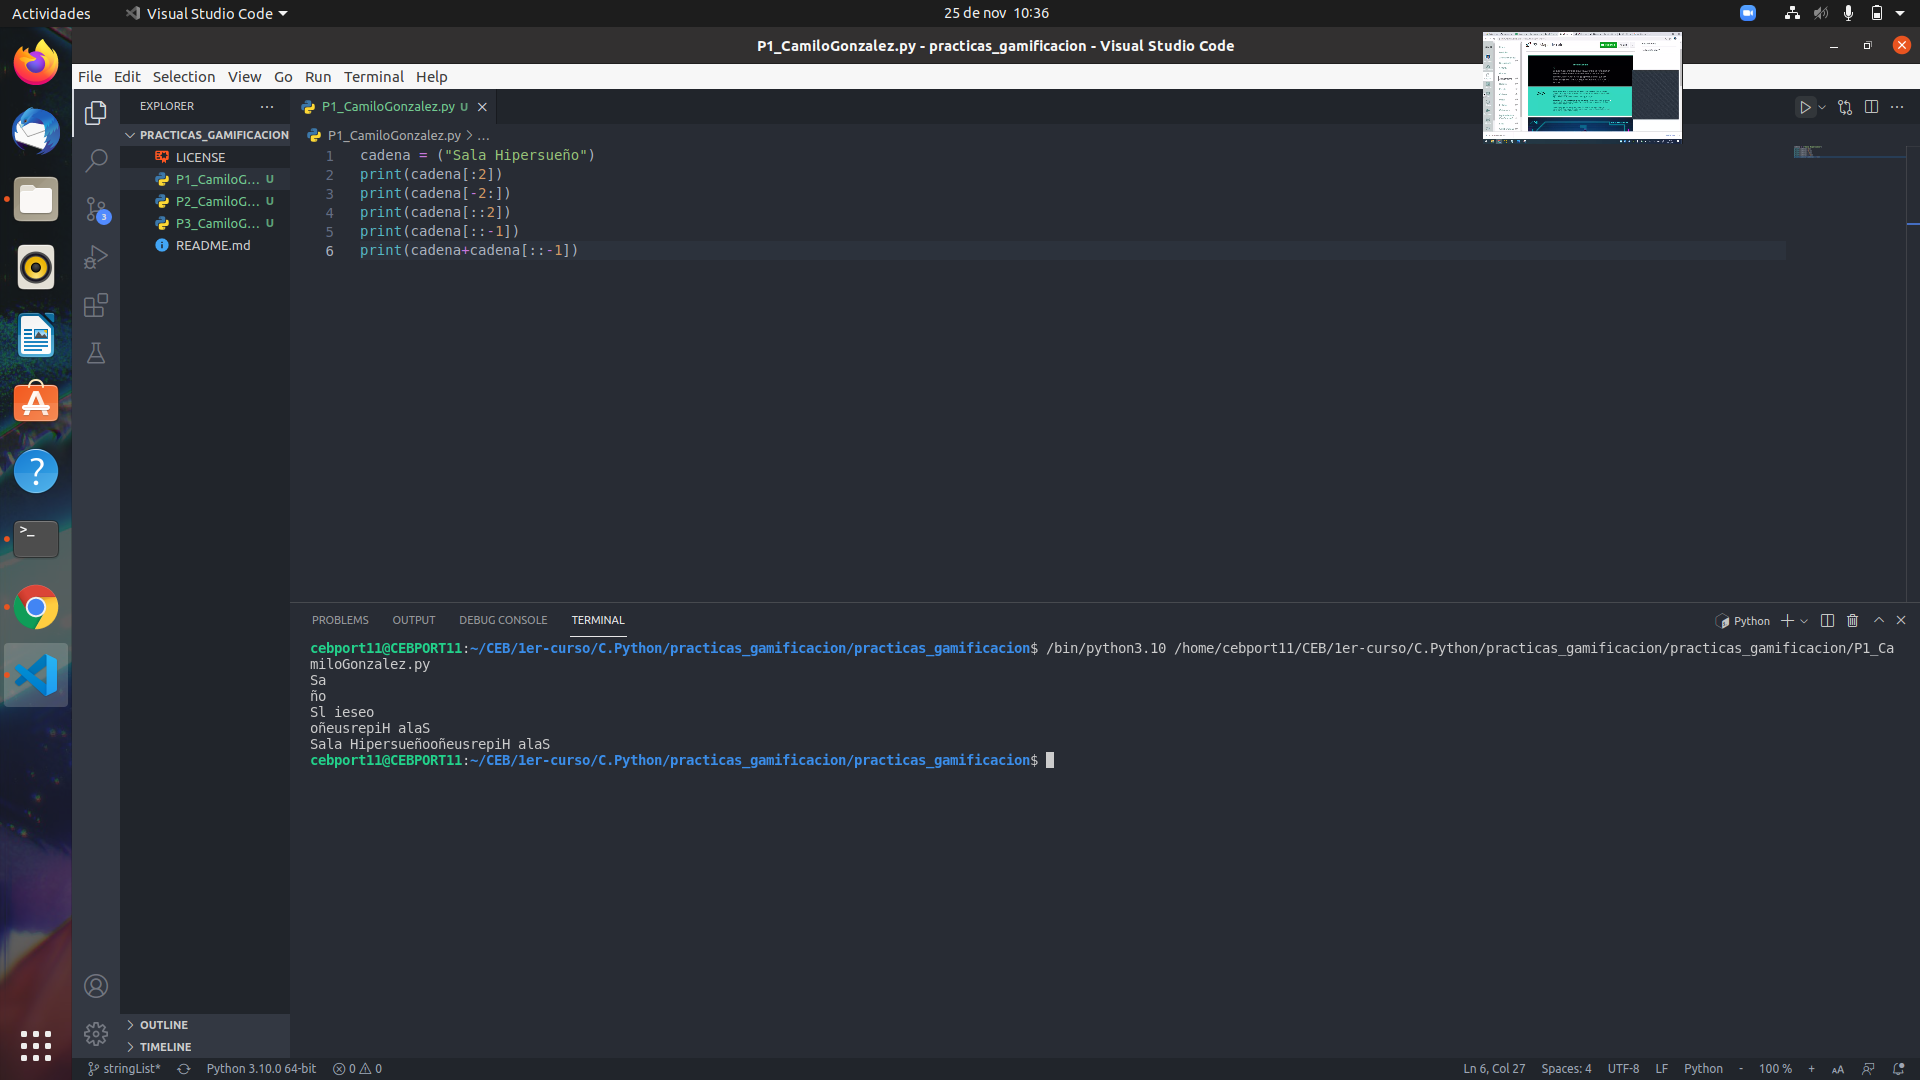 Actividades
Visual Studio Code
25 de nov 10:36
P1_CamiloGonzalez.py - practicas_gamificacion - Visual Studio Code
File Edit Selection View Go Run Terminal Help
EXPLORER
P1_CamiloGonzalez.py U
PRACTICAS_GAMIFICACION
LICENSE
P1_CamiloG... U
P2_CamiloG... U
P3_CamiloG... U
README.md
3
P1_CamiloGonzalez.py > ...
1 cadena = ("Sala Hipersueño")
2 print(cadena[:2])
3 print(cadena[-2:])
4 print(cadena[::2])
5 print(cadena[::-1])
6 print(cadena+cadena[::-1])
PROBLEMS OUTPUT DEBUG CONSOLE TERMINAL
Python
cebport11@CEBPORT11:~/CEB/1er-curso/C.Python/practicas_gamificacion/practicas_gamificacion$ /bin/python3.10 /home/cebport11/CEB/1er-curso/C.Python/practicas_gamificacion/practicas_gamificacion/P1_Ca
miloGonzalez.py
Sa
ño
Sl ieseo
oñeusrepiH alaS
Sala HipersueñooñeusrepiH alaS
cebport11@CEBPORT11:~/CEB/1er-curso/C.Python/practicas_gamificacion/practicas_gamificacion$
OUTLINE
TIMELINE
stringList* Python 3.10.0 64-bit 0 0
Ln 6, Col 27 Spaces: 4 UTF-8 LF Python - 100 % + AA